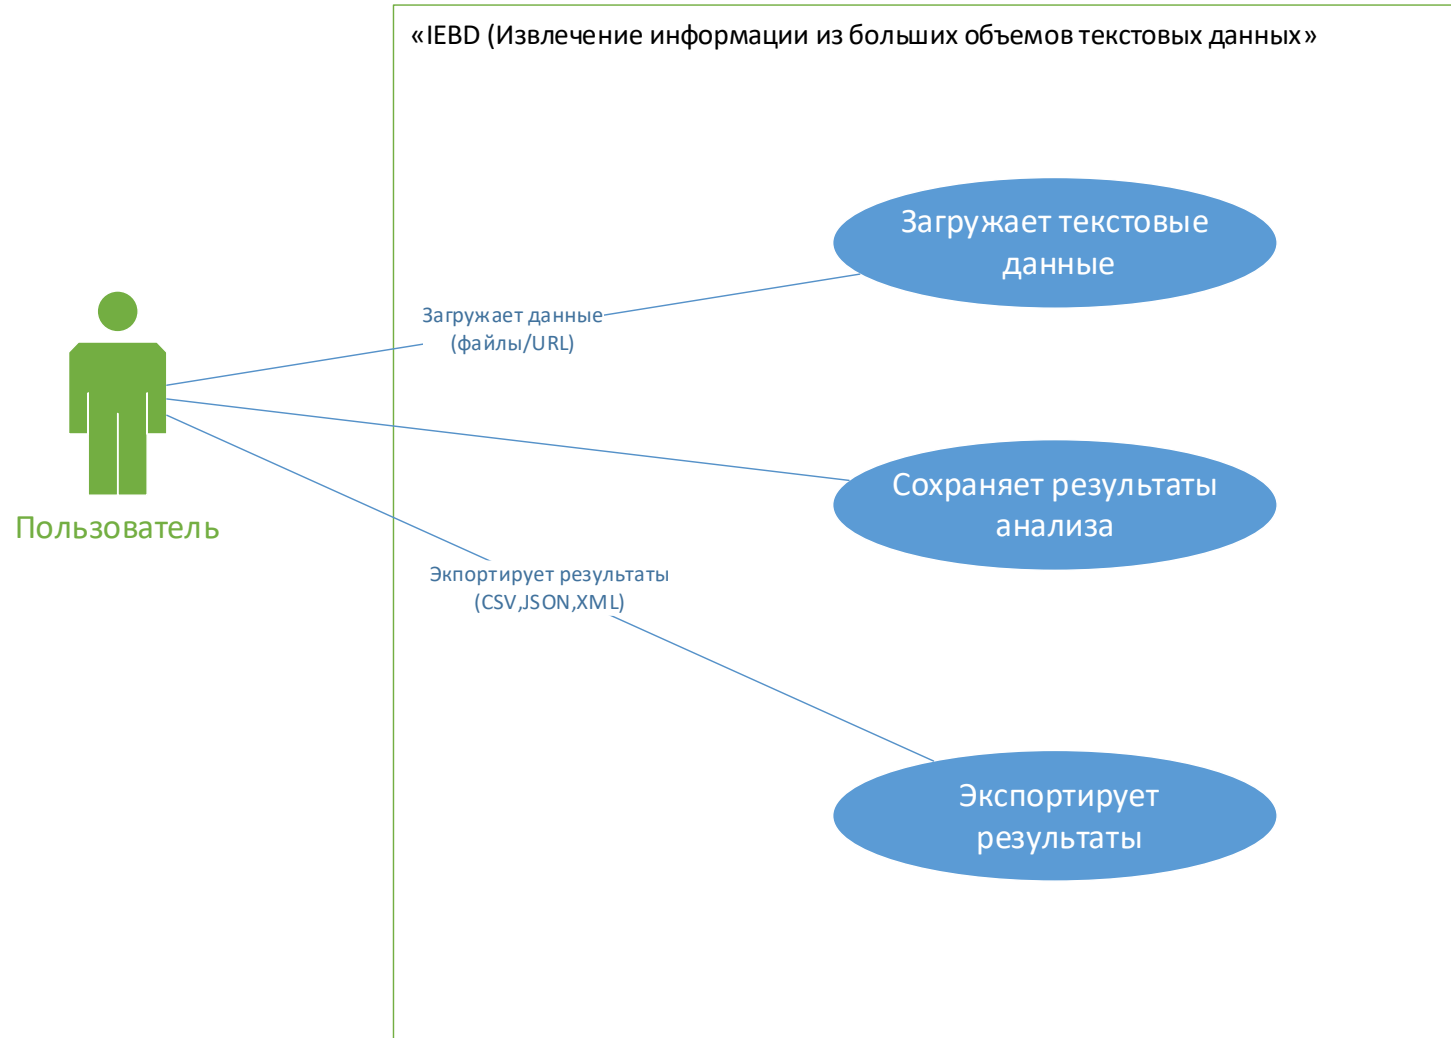 «IEBD (Извлечение информации из больших объемов текстовых данных»
Загружает текстовые
данные
Загружает данные
(файлы/URL)
Сохраняет результаты
анализа
Пользователь
Экпортирует результаты
(CSV,JSON,XML)
Экспортирует
результаты